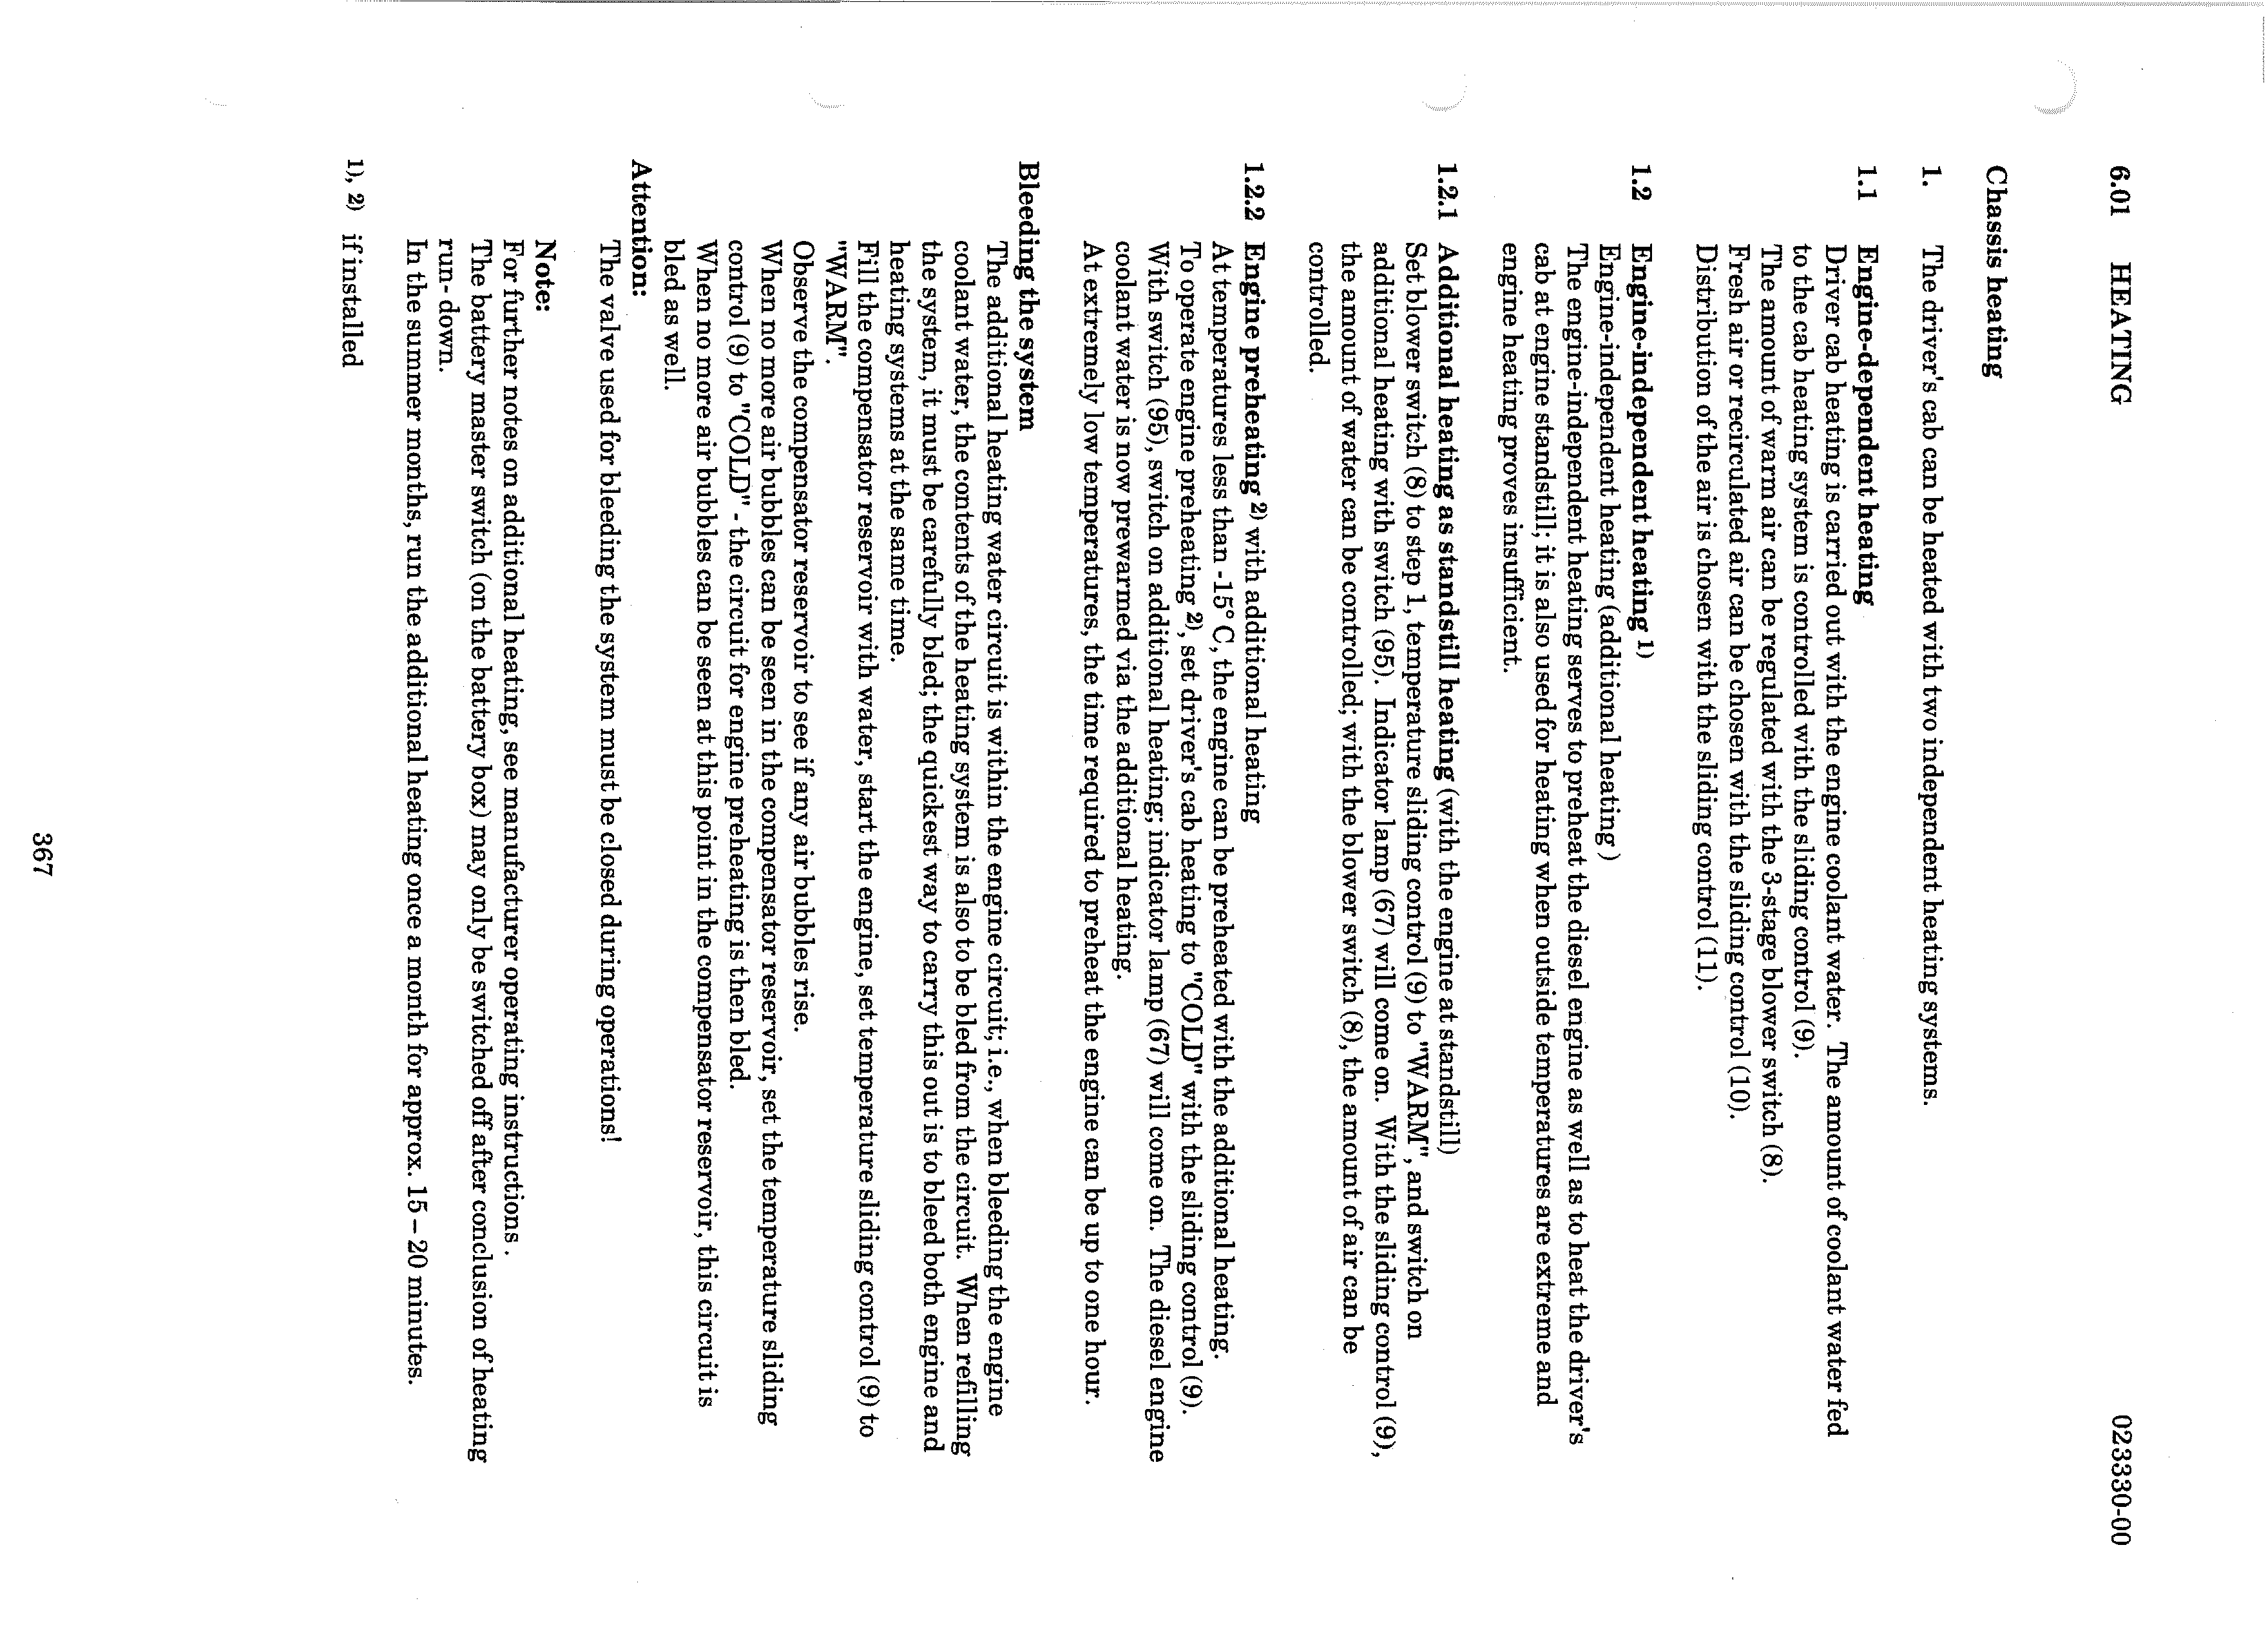 6.01 HEATING 023330-00
Chassis heating
1. The driver's cab can be heated with two independent heating systems.
1.1 Engine-dependent heating
Driver cab heating is carried out with the engine coolant water. The amount of coolant water fed
to the cab heating system is controlled with the sliding control (9).
The amount of warm air can be regulated with the 3-stage blower switch (8).
Fresh air or recirculated air can be chosen with the sliding control (10).
Distribution of the air is chosen with the sliding control (11).
1.2 Engine-independent heating 1)
Engine-independent heating (additional heating )
The engine-independent heating serves to preheat the diesel engine as well as to heat the driver's
cab at engine standstill; it is also used for heating when outside temperatures are extreme and
engine heating proves insufficient.
1.2.1 Additional heating as standstill heating (with the engine at standstill)
Set blower switch (8) to step 1, temperature sliding control (9) to "WARM", and switch on
additional heating with switch (95). Indicator lamp (67) will come on. With the sliding control (9),
the amount of water can be controlled; with the blower switch (8), the amount of air can be
controlled.
1.2.2 Engine preheating 2) with additional heating
At temperatures less than -15° C, the engine can be preheated with the additional heating.
To operate engine preheating 2), set driver's cab heating to "COLD" with the sliding control (9).
With switch (95), switch on additional heating; indicator lamp (67) will come on. The diesel engine
coolant water is now prewarmed via the additional heating.
At extremely low temperatures, the time required to preheat the engine can be up to one hour.
Bleeding the system
The additional heating water circuit is within the engine circuit; i.e., when bleeding the engine
coolant water, the contents of the heating system is also to be bled from the circuit. When refilling
the system, it must be carefully bled; the quickest way to carry this out is to bleed both engine and
heating systems at the same time.
Fill the compensator reservoir with water, start the engine, set temperature sliding control (9) to
"WARM".
Observe the compensator reservoir to see if any air bubbles rise.
When no more air bubbles can be seen in the compensator reservoir, set the temperature sliding
control (9) to "COLD" - the circuit for engine preheating is then bled.
When no more air bubbles can be seen at this point in the compensator reservoir, this circuit is
bled as well.
Attention:
The valve used for bleeding the system must be closed during operations!
Note:
For further notes on additional heating, see manufacturer operating instructions .
The battery master switch (on the battery box) may only be switched off after conclusion of heating
run- down.
In the summer months, run the additional heating once a month for approx. 15 – 20 minutes.
1), 2) if installed
367